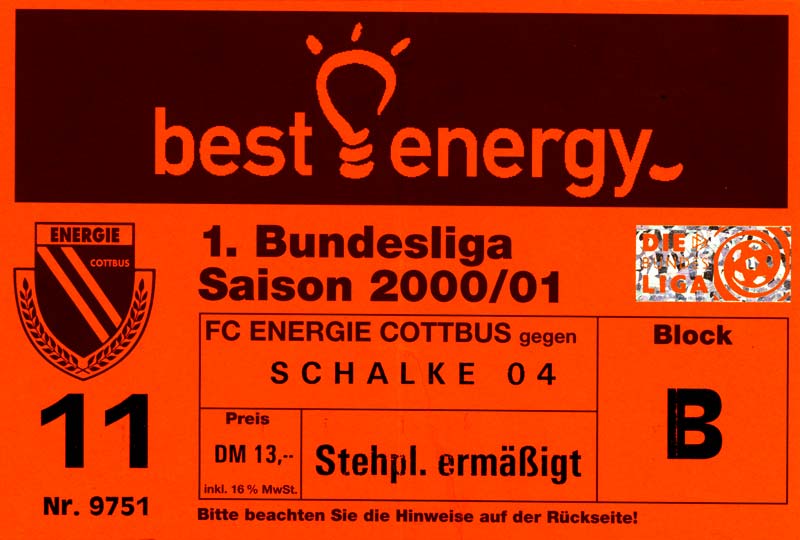 best energy
ENERGIE
COTTBUS
1. Bundesliga
Saison 2000/01
DIE
BUNDES
LIGA
FC ENERGIE COTTBUS gegen
SCHALKE 04
Block
B
11
Nr. 9751
Preis
DM 13,--
inkl. 16 % MwSt.
Stehpl. ermäßigt
Bitte beachten Sie die Hinweise auf der Rückseite!